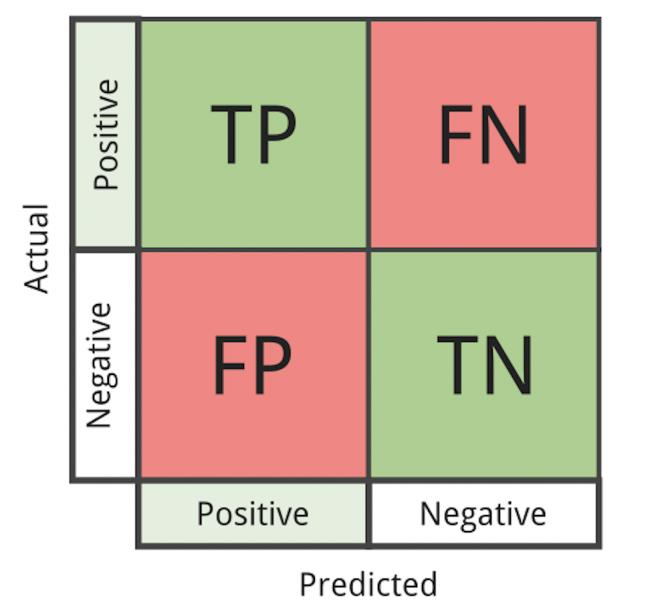 Actual
Positive
TP
FN
Negative
FP
TN
Positive
Negative
Predicted